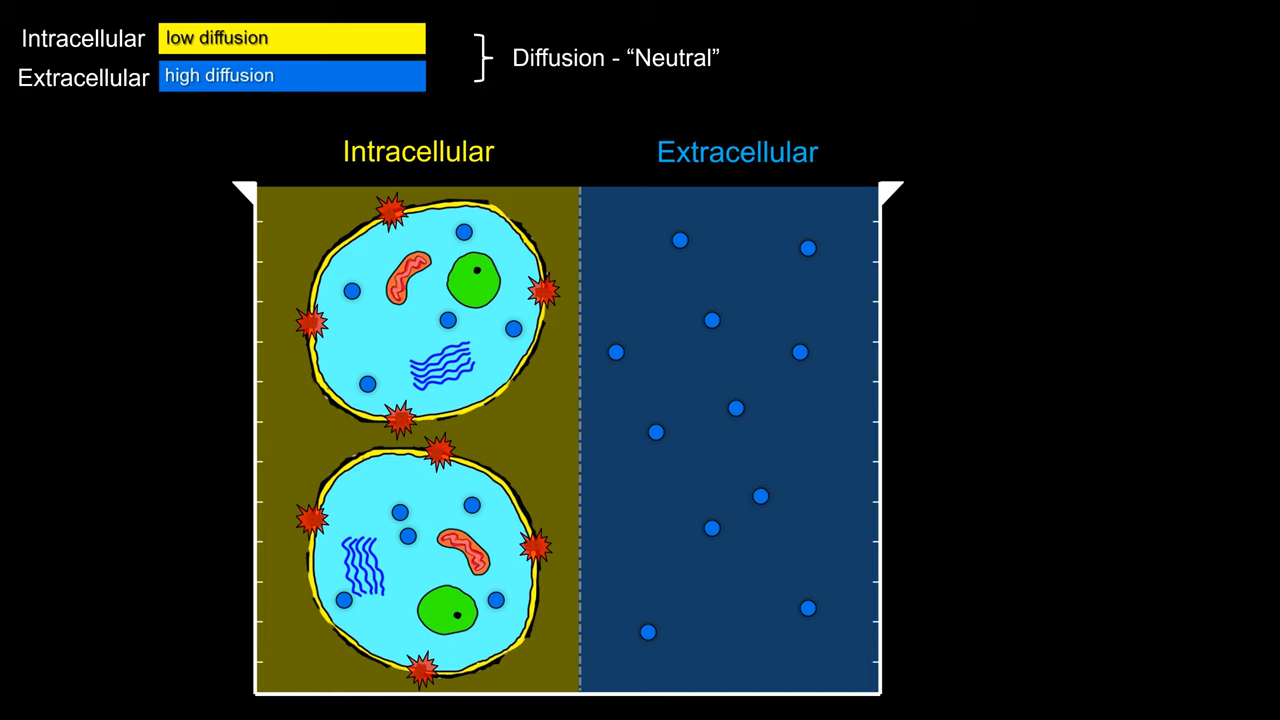 Intracellular low diffusion
Extracellular high diffusion
Diffusion - “Neutral”
Intracellular
Extracellular